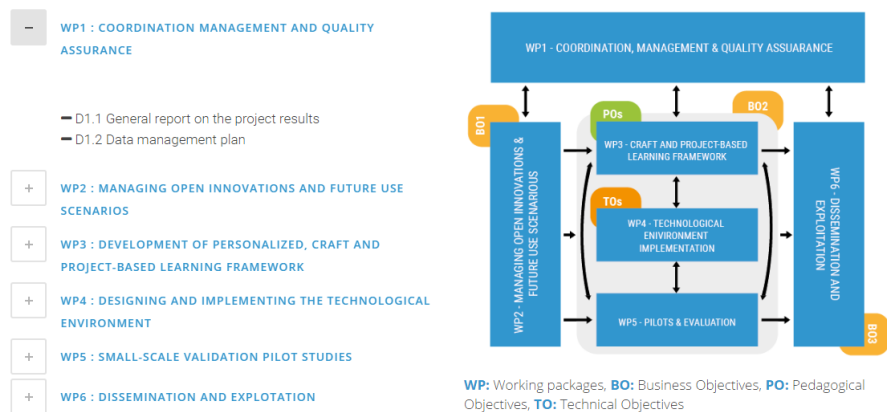 WP1 : COORDINATION MANAGEMENT AND QUALITY
ASSURANCE
D1.1 General report on the project results
D1.2 Data management plan
WP2 : MANAGING OPEN INNOVATIONS AND FUTURE USE
SCENARIOS
WP3 : DEVELOPMENT OF PERSONALIZED, CRAFT AND
PROJECT-BASED LEARNING FRAMEWORK
WP4 : DESIGNING AND IMPLEMENTING THE TECHNOLOGICAL
ENVIRONMENT
WP5 : SMALL-SCALE VALIDATION PILOT STUDIES
WP6 : DISSEMINATION AND EXPLOTATION
WP1 - COORDINATION, MANAGEMENT & QUALITY ASSUARANCE
BO1
POs
BO2
WP2 - MANAGING OPEN INNOVATIONS &
FUTURE USE SCENARIOUS
WP3 - CRAFT AND PROJECT-BASED
LEARNING FRAMEWORK
TOs
WP4 - TECHNOLOGICAL
ENVIRONMENT
IMPLEMENTATION
WP5 - PILOTS & EVALUATION
WP6 - DISSEMINATION AND
EXPLOITATION
BO3
WP: Working packages, BO: Business Objectives, PO: Pedagogical
Objectives, TO: Technical Objectives